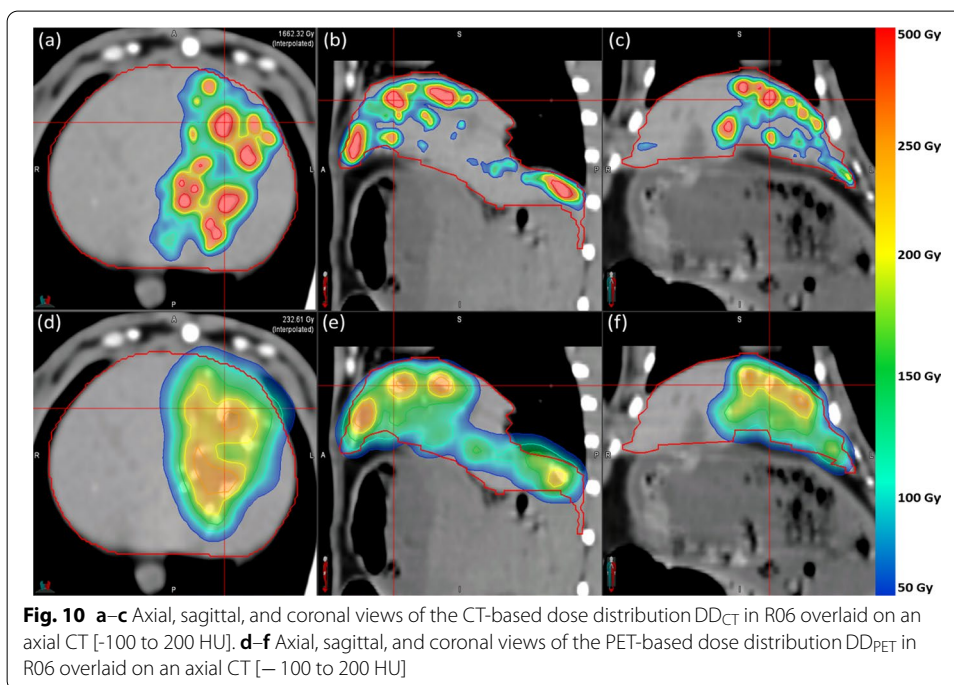 (a)
A
1662.32 Gy
(Interpolated)
R
L
P
(b)
S
A
P
I
(c)
S
R
L
I
500 Gy
250 Gy
200 Gy
150 Gy
100 Gy
50 Gy
(d)
A
232.61 Gy
(Interpolated)
R
L
P
(e)
S
A
P
I
(f)
S
R
L
I
Fig. 10 a–c Axial, sagittal, and coronal views of the CT-based dose distribution DDCT in R06 overlaid on an
axial CT [-100 to 200 HU]. d–f Axial, sagittal, and coronal views of the PET-based dose distribution DDPET in
R06 overlaid on an axial CT [— 100 to 200 HU]